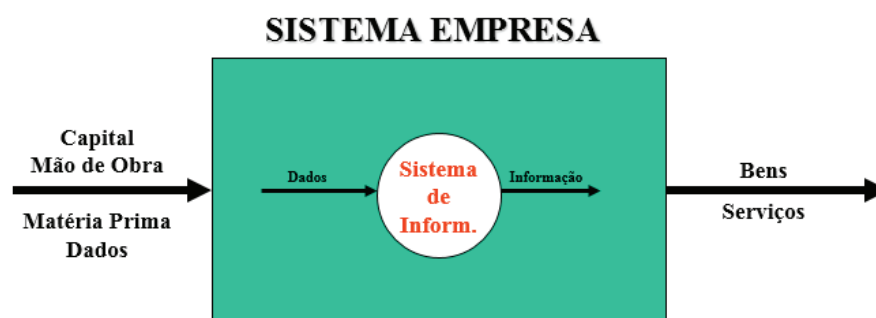 SISTEMA EMPRESA
Capital
Mão de Obra
Matéria Prima
Dados
Dados
Sistema
de
Inform.
Informação
Bens
Serviços